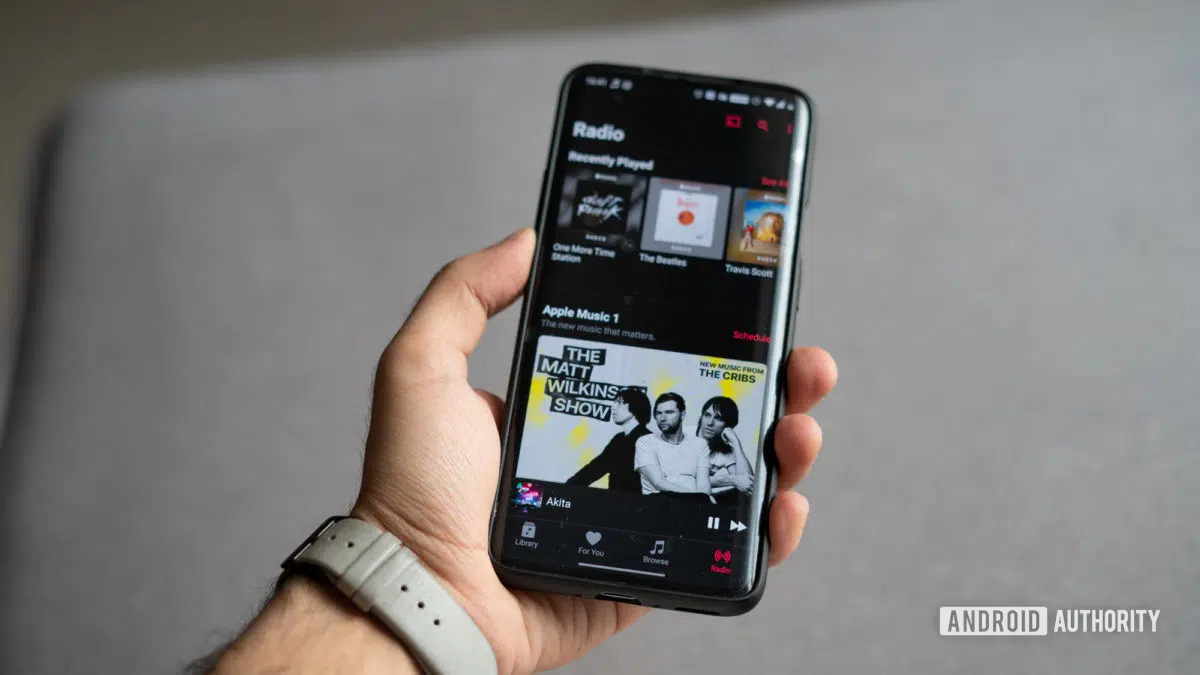 Radio
Recently Played
See All
daft
Punk
One More Time
Station
The Beatles
Travis Scott
Apple Music 1
The new music that matters.
Schedule
THE
MATT
WILKINS
SHOW
NEW MUSIC FROM
THE CRIBS
Akita
Library
For You
Browse
Radio
ANDROID AUTHORITY